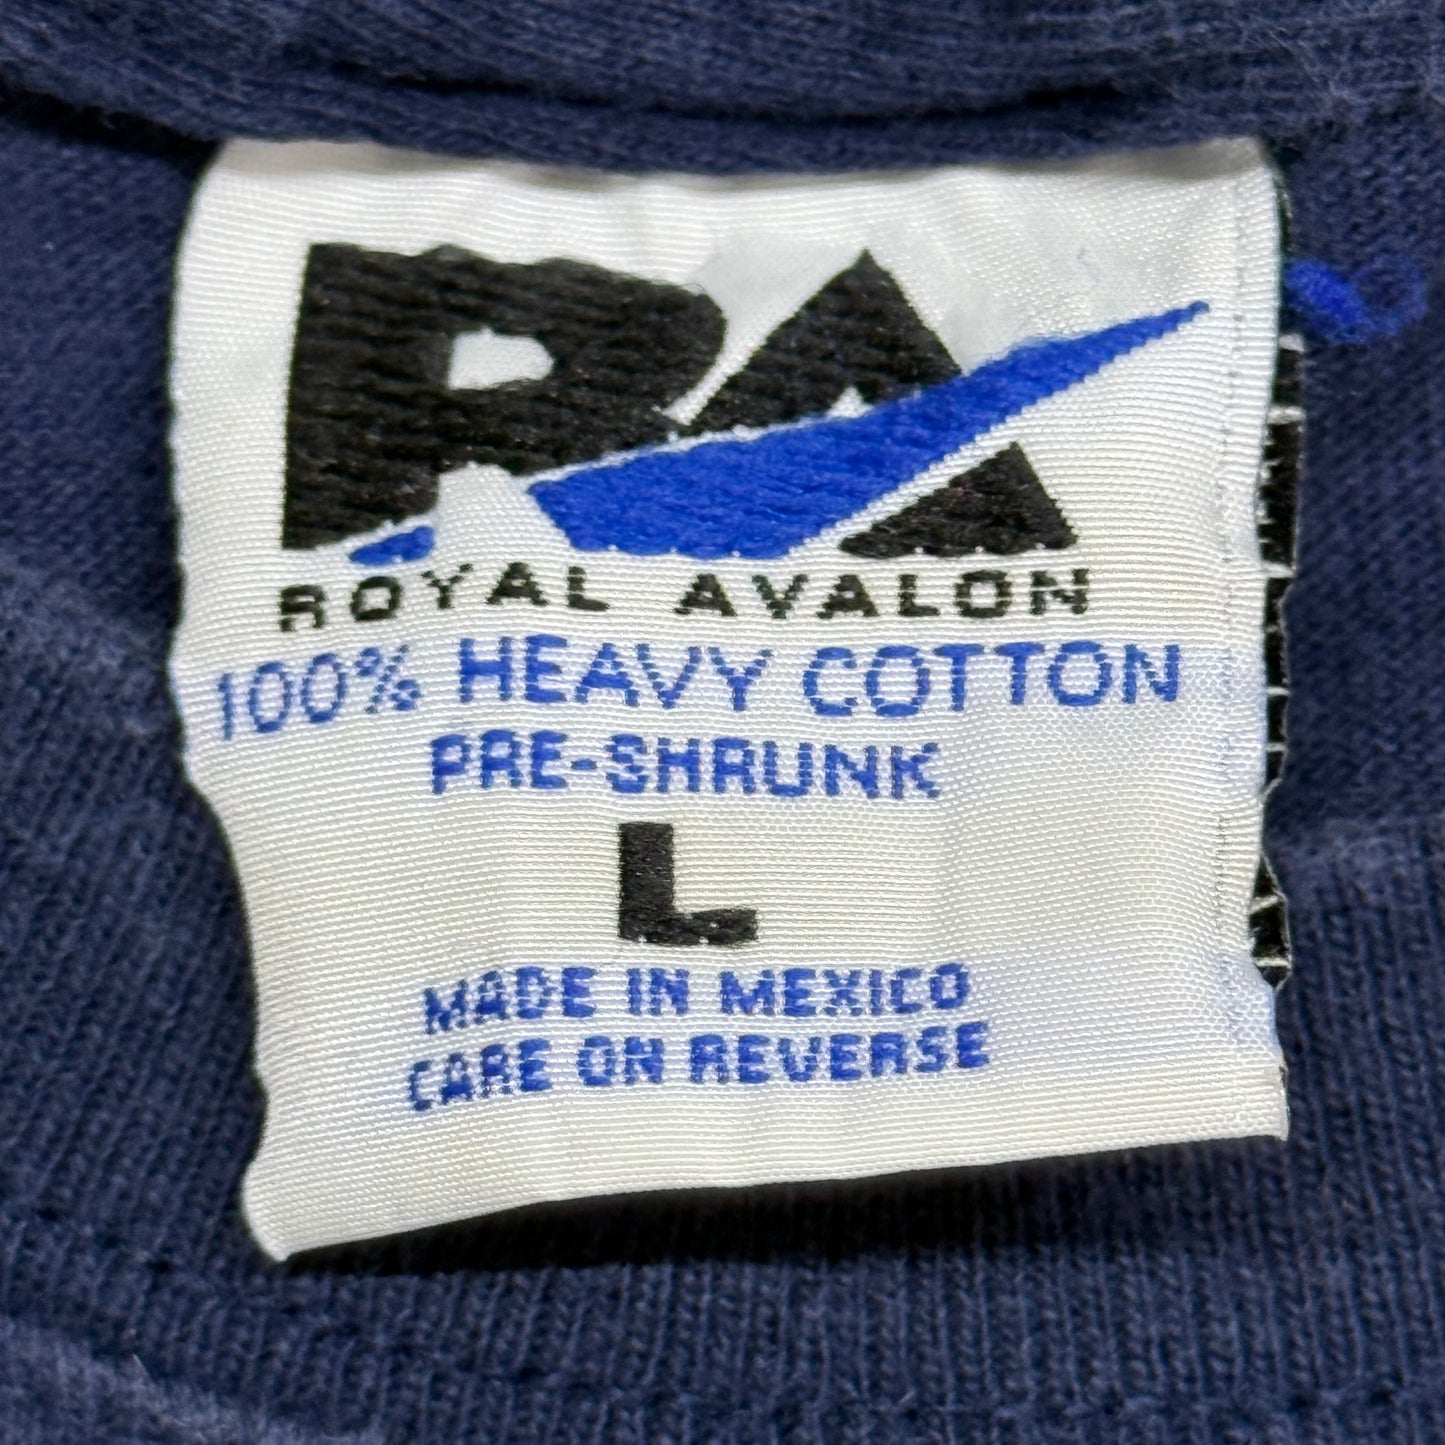 RA
ROYAL AVALON
100% HEAVY COTTON
PRE-SHRUNK
L
MADE IN MEXICO
CARE ON REVERSE